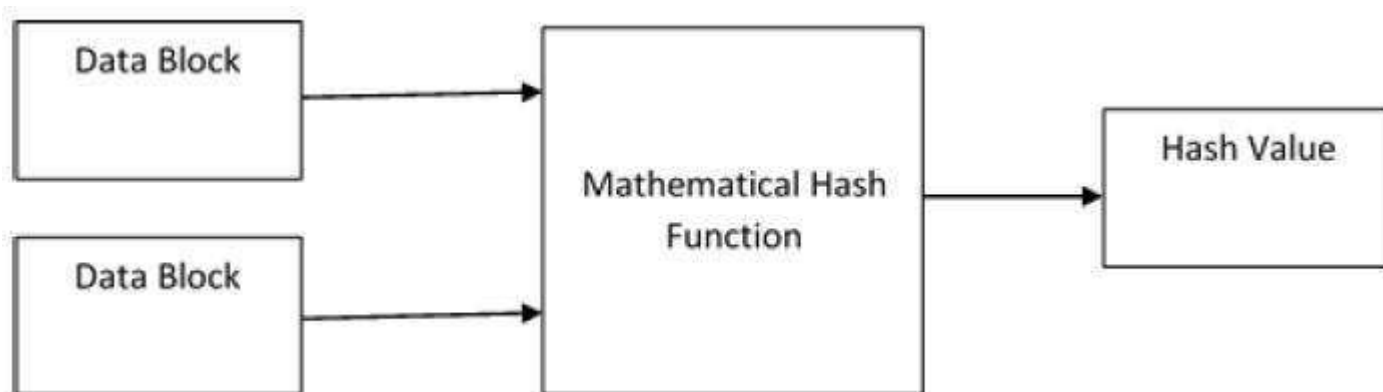 Data Block
Data Block
Mathematical Hash
Function
Hash Value